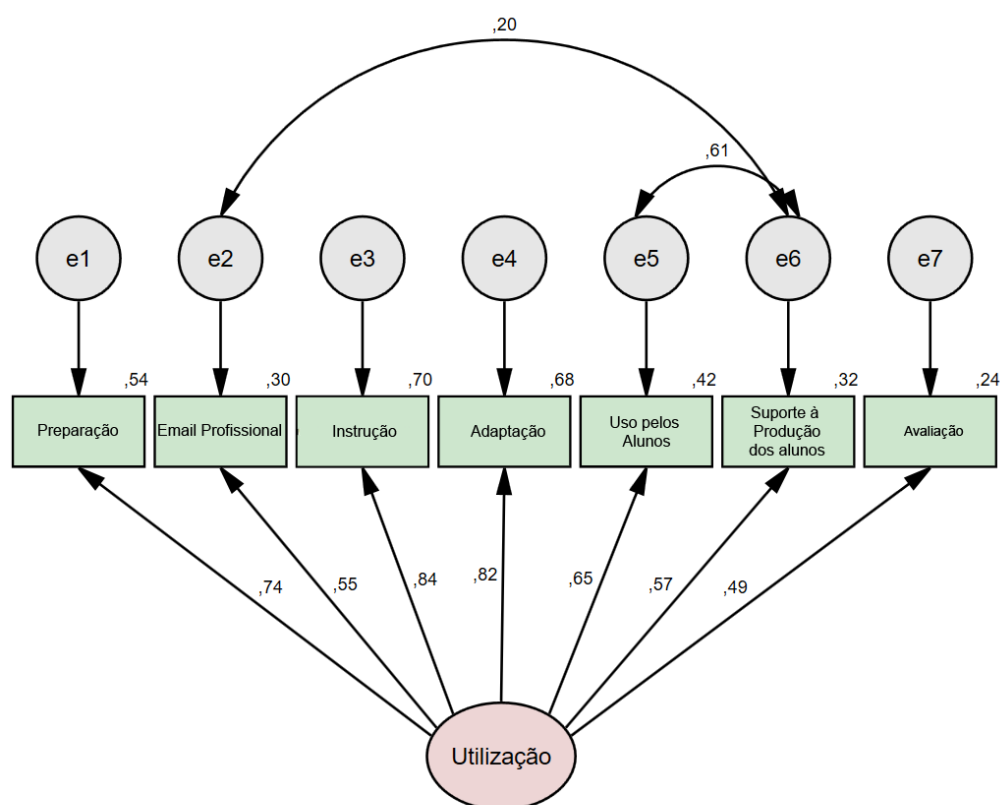 ,20
,61
e1 e2 e3 e4 e5 e6 e7
,54 ,30 ,70 ,68 ,42 ,32 ,24
Preparação
Email Profissional
Instrução
Adaptação
Uso pelos
Alunos
Suporte à
Produção
dos alunos
Avaliação
,74 ,55 ,84 ,82 ,65 ,57 ,49
Utilização